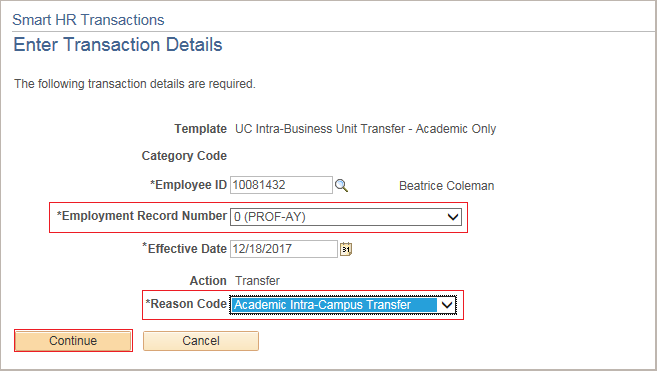 Smart HR Transactions
Enter Transaction Details
The following transaction details are required.
Template UC Intra-Business Unit Transfer - Academic Only
Category Code
*Employee ID 10081432 Beatrice Coleman
*Employment Record Number 0 (PROF-AY)
*Effective Date 12/18/2017 31
Action Transfer
*Reason Code Academic Intra-Campus Transfer
Continue Cancel